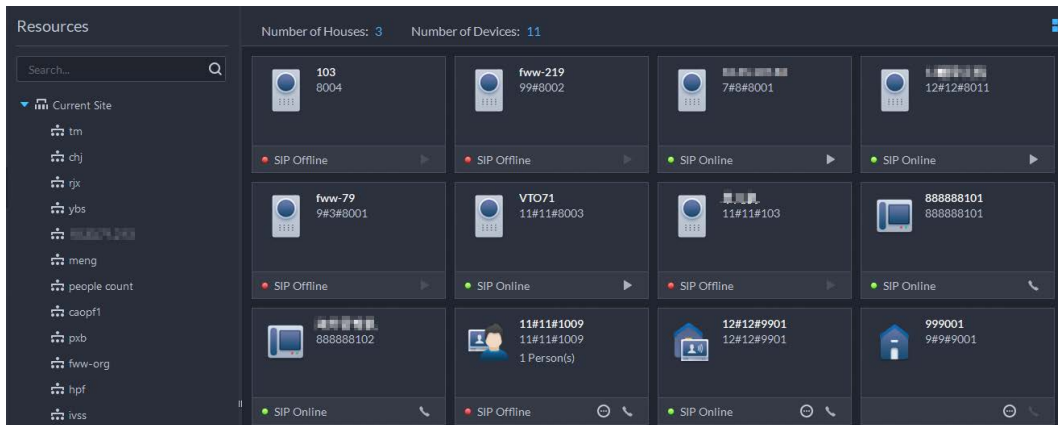 Resources
Search...
Current Site
tm
chj
rjx
ybs
meng
people count
caopf1
pxb
fww-org
hpf
ivss
Number of Houses: 3 Number of Devices: 11
103
8004
SIP Offline
fww-219
99#8002
SIP Offline
7#8#8001
SIP Online
12#12#8011
SIP Online
fww-79
9#3#8001
SIP Offline
VTO71
11#11#8003
SIP Online
11#11#103
SIP Offline
888888101
888888101
SIP Online
888888102
SIP Online
11#11#1009
11#11#1009
1 Person(s)
SIP Offline
12#12#9901
12#12#9901
SIP Online
999001
9#9#9001